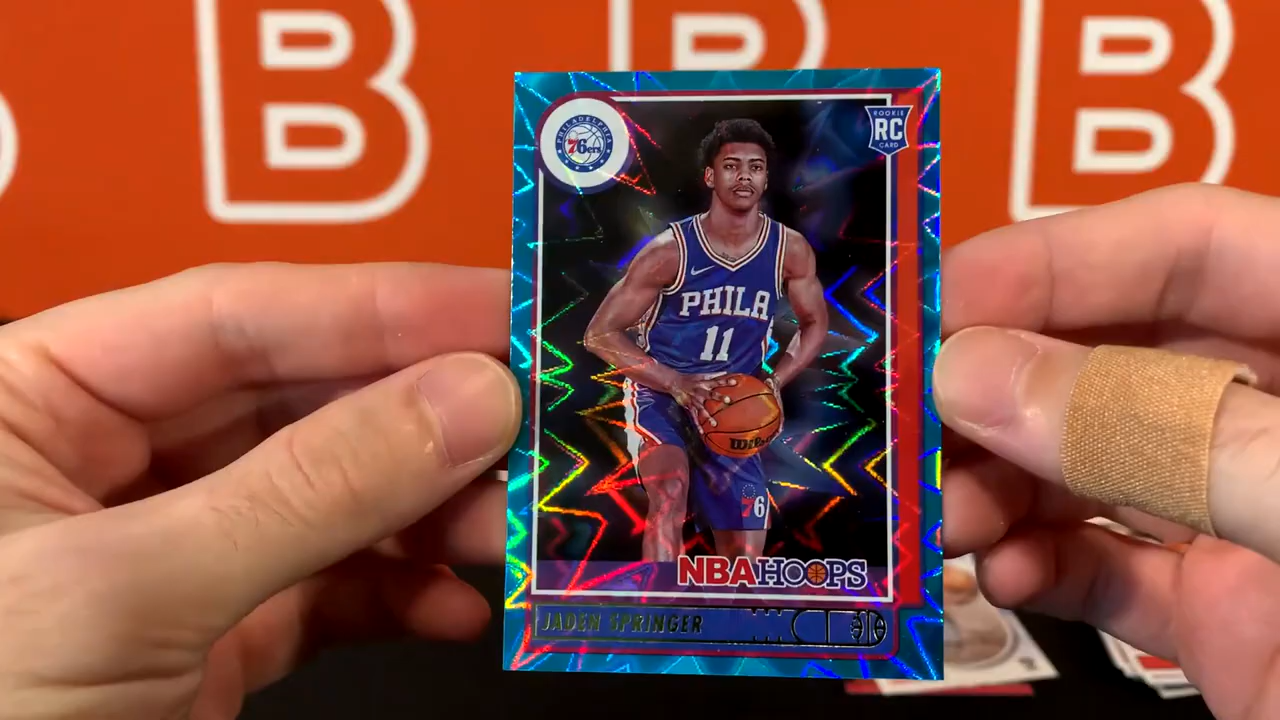 B B B
PHILADELPHIA
76ers
ROOKIE
RC
CARD
PHILA
11
Wilson
76
NBA HOOPS
JADEN SPRINGER